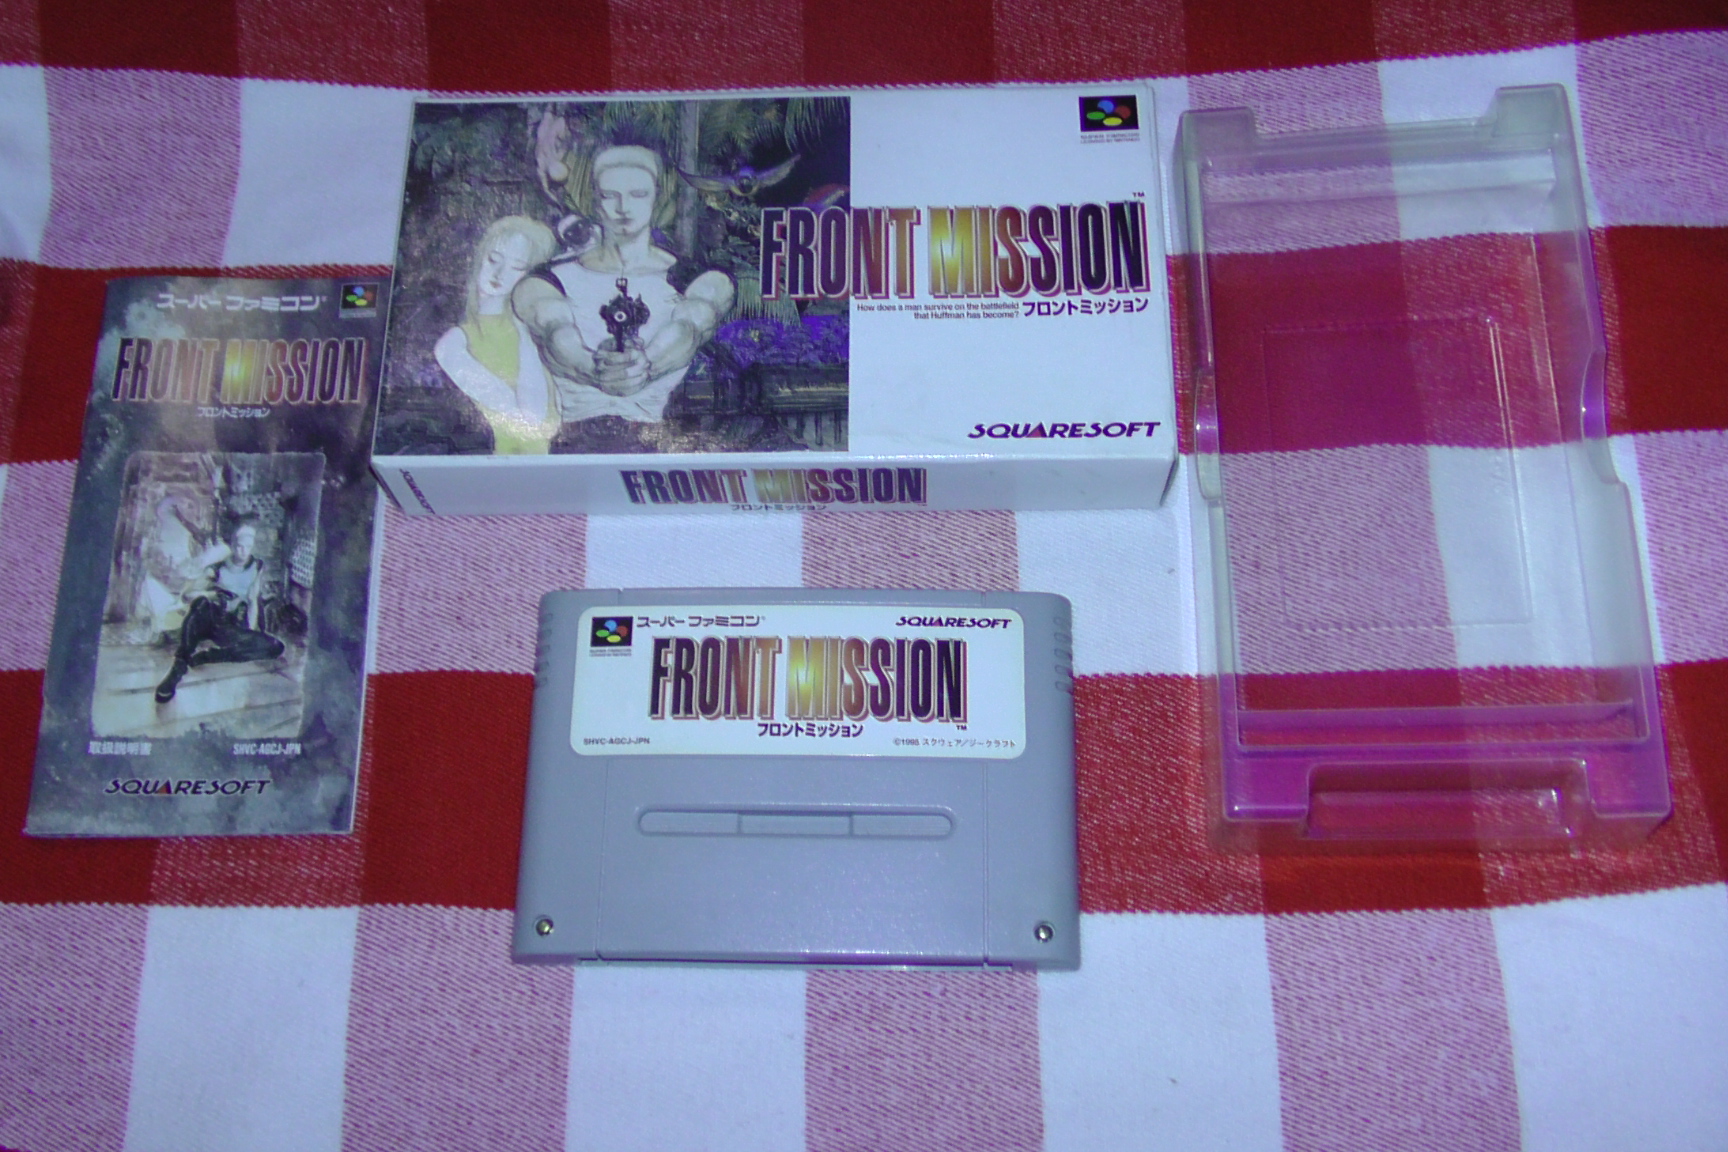 スーパー ファミコン
FRONT MISSION
フロントミッション
取扱説明書
SHVC-AGCJ-JPN
SQUARESOFT
SUPER FAMICOM
FRONT MISSION
TM
How does a man survive on the battlefield
that Huffman has become?
フロントミッション
SQUARESOFT
SQUARESOFT
FRONT MISSION
フロントミッション
スーパー ファミコン
SQUARESOFT
FRONT MISSION
TM
フロントミッション
SHVC-AGCJ-JPN
©1995 スクウェア/ジークラフト